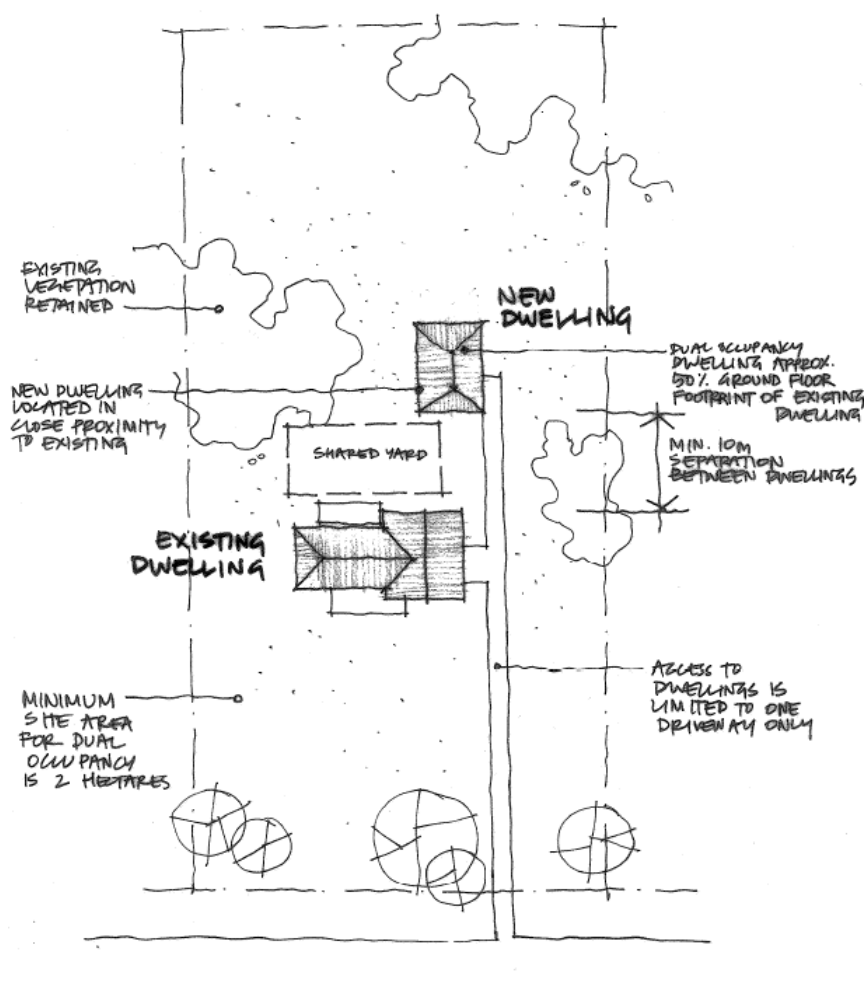 EXISTING
VEGETATION
RETAINED
NEW
DWELLING
DUAL OCCUPANCY
DWELLING APPROX.
50% GROUND FLOOR
FOOTPRINT OF EXISTING
DWELLING
NEW DWELLING
LOCATED IN
CLOSE PROXIMITY
TO EXISTING
SHARED YARD
MIN. 10m
SEPARATION
BETWEEN DWELLINGS
EXISTING
DWELLING
ACCESS TO
DWELLINGS IS
LIMITED TO ONE
DRIVEWAY ONLY
MINIMUM
SITE AREA
FOR DUAL
OCCUPANCY
IS 2 HECTARES